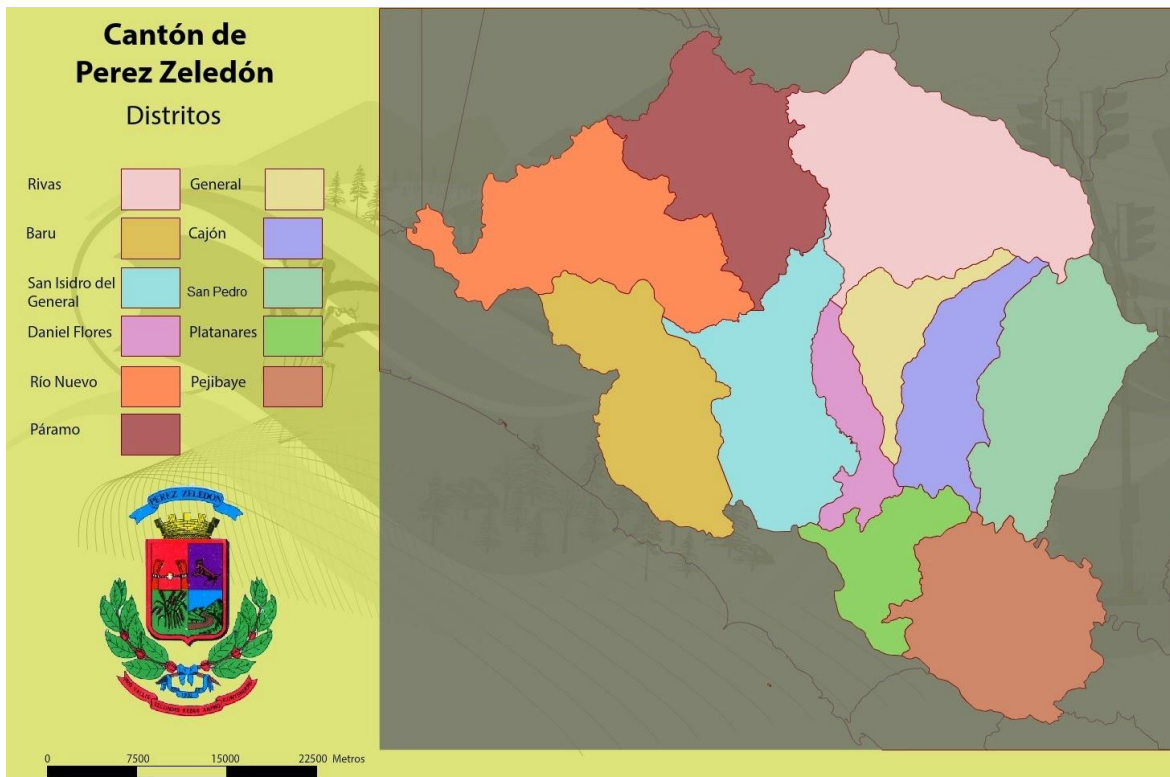 Cantón de
Perez Zeledón
Distritos
Rivas
General
Baru
Cajón
San Isidro del
General
San Pedro
Daniel Flores
Platanares
Río Nuevo
Pejibaye
Páramo
PEREZ ZELEDON
0 7500 15000 22500 Metros